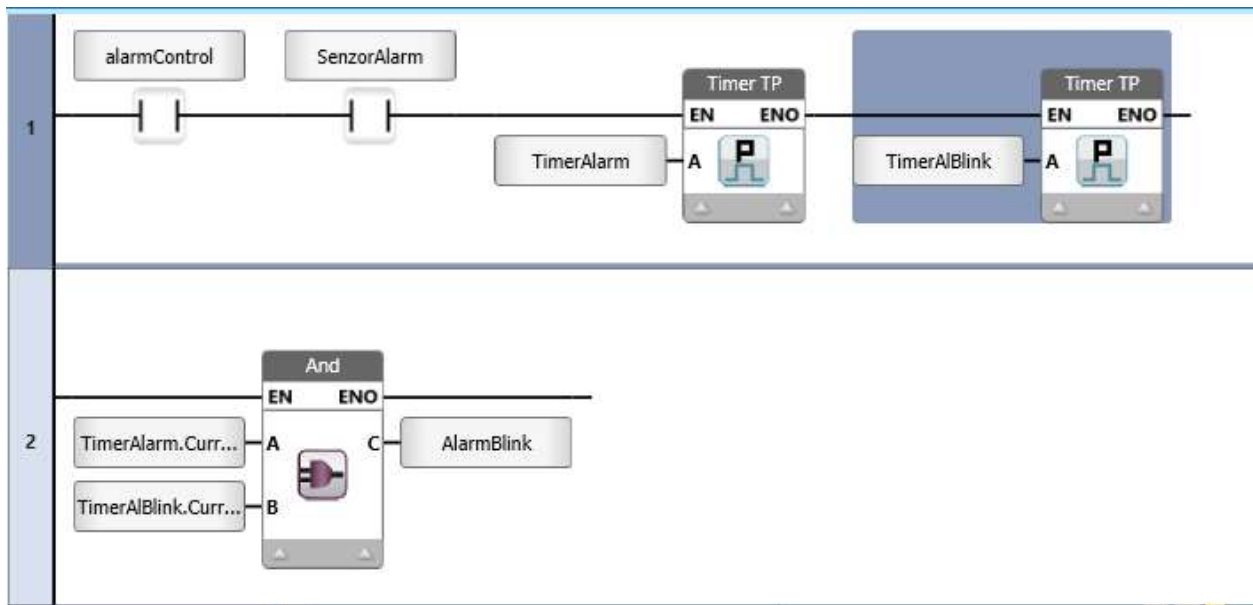 alarmControl
SenzorAlarm
Timer TP
Timer TP
EN ENO
EN ENO
1
TimerAlarm
A
P
TimerAlBlink
A
P
And
EN ENO
2
TimerAlarm.Curr...
A
C
AlarmBlink
TimerAlBlink.Curr...
B